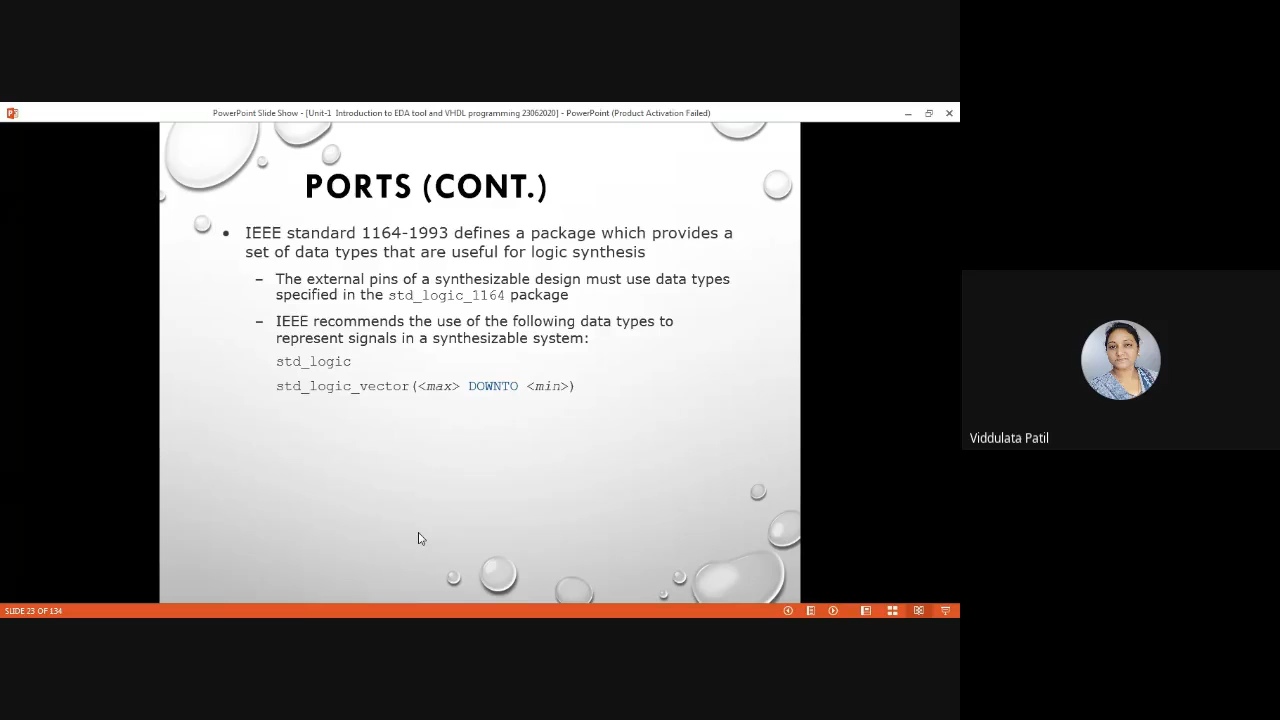 PowerPoint Slide Show - [Unit-1 Introduction to EDA tool and VHDL programming 23062020] - PowerPoint (Product Activation Failed)
PORTS (CONT.)
• IEEE standard 1164-1993 defines a package which provides a
set of data types that are useful for logic synthesis
– The external pins of a synthesizable design must use data types
specified in the std_logic_1164 package
– IEEE recommends the use of the following data types to
represent signals in a synthesizable system:
std_logic
std_logic_vector(<max> DOWNTO <min>)
Viddulata Patil
SLIDE 23 OF 134